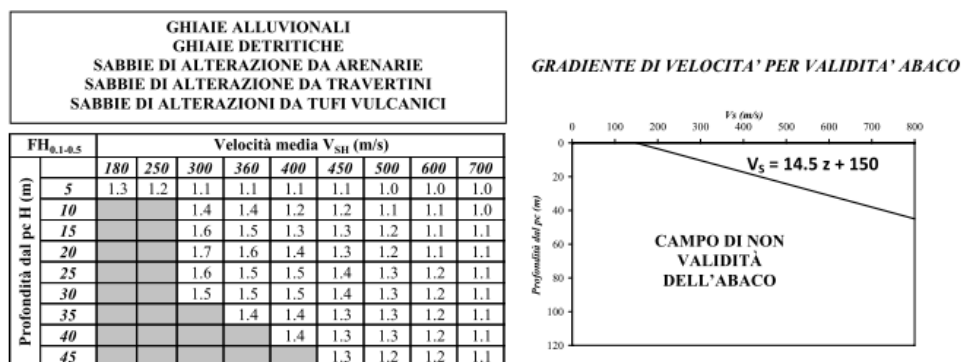 GHIAIE ALLUVIONALI
GHIAIE DETRITICHE
SABBIE DI ALTERAZIONE DA ARENARIE
SABBIE DI ALTERAZIONE DA TRAVERTINI
SABBIE DI ALTERAZIONI DA TUFI VULCANICI
FH0.1-0.5 Velocità media VSH (m/s)
180 250 300 360 400 450 500 600 700
Profondità dal pc H (m)
5 1.3 1.2 1.1 1.1 1.1 1.1 1.0 1.0 1.0
10 1.4 1.4 1.2 1.2 1.1 1.1 1.0
15 1.6 1.5 1.3 1.3 1.2 1.1 1.1
20 1.7 1.6 1.4 1.3 1.2 1.1 1.1
25 1.6 1.5 1.5 1.4 1.3 1.2 1.1
30 1.5 1.5 1.5 1.4 1.3 1.2 1.1
35 1.4 1.4 1.3 1.3 1.2 1.1
40 1.4 1.3 1.3 1.2 1.1
45 1.3 1.2 1.2 1.1
GRADIENTE DI VELOCITA' PER VALIDITA' ABACO
Vs (m/s)
0 100 200 300 400 500 600 700 800
Profondità dal pc (m)
0
20
40
60
80
100
120
VS = 14.5 z + 150
CAMPO DI NON
VALIDITÀ
DELL'ABACO